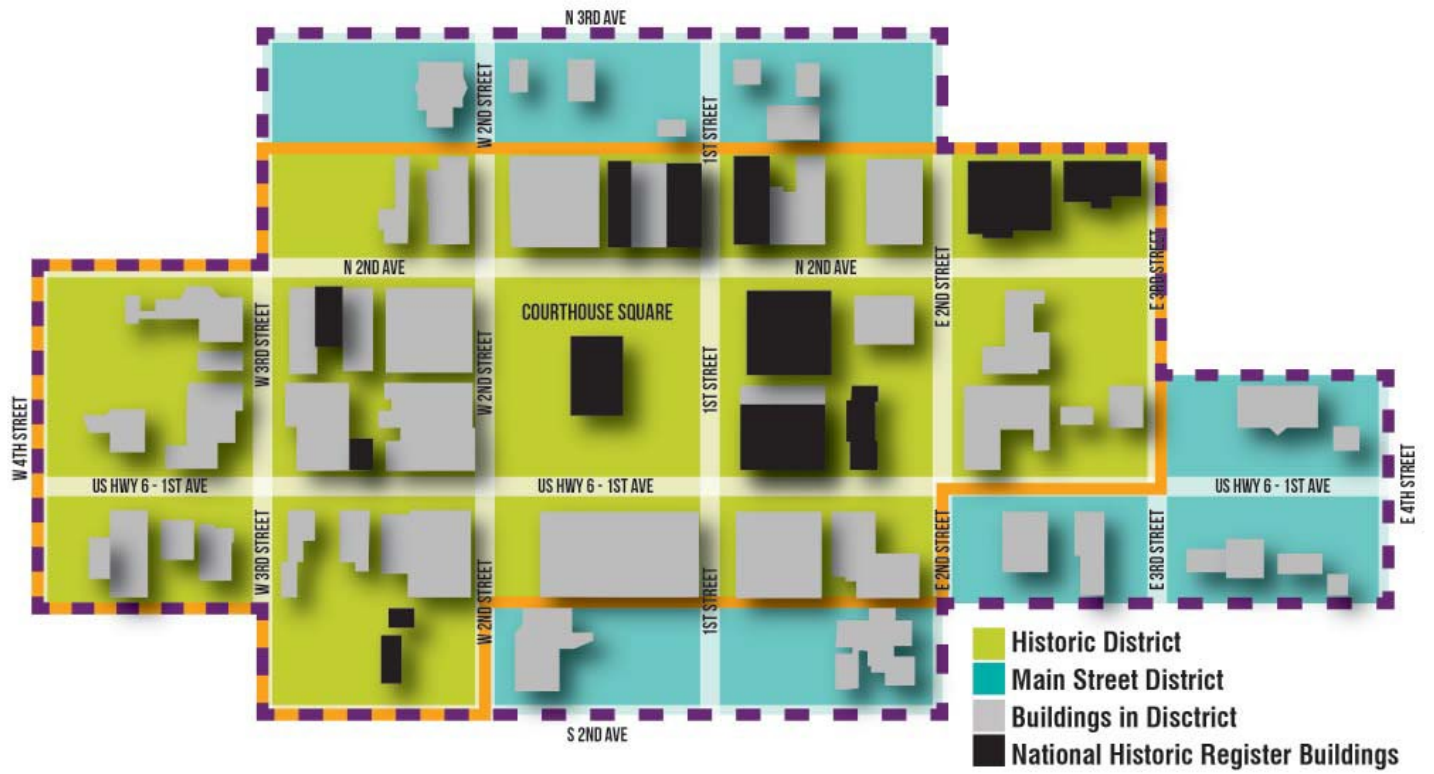 N 3RD AVE
W 2ND STREET
1ST STREET
N 2ND AVE
N 2ND AVE
E 2ND STREET
E 3RD STREET
COURTHOUSE SQUARE
W 3RD STREET
W 2ND STREET
1ST STREET
W 4TH STREET
US HWY 6 - 1ST AVE
US HWY 6 - 1ST AVE
US HWY 6 - 1ST AVE
E 4TH STREET
W 3RD STREET
W 2ND STREET
1ST STREET
E 2ND STREET
E 3RD STREET
S 2ND AVE
Historic District
Main Street District
Buildings in Disctrict
National Historic Register Buildings